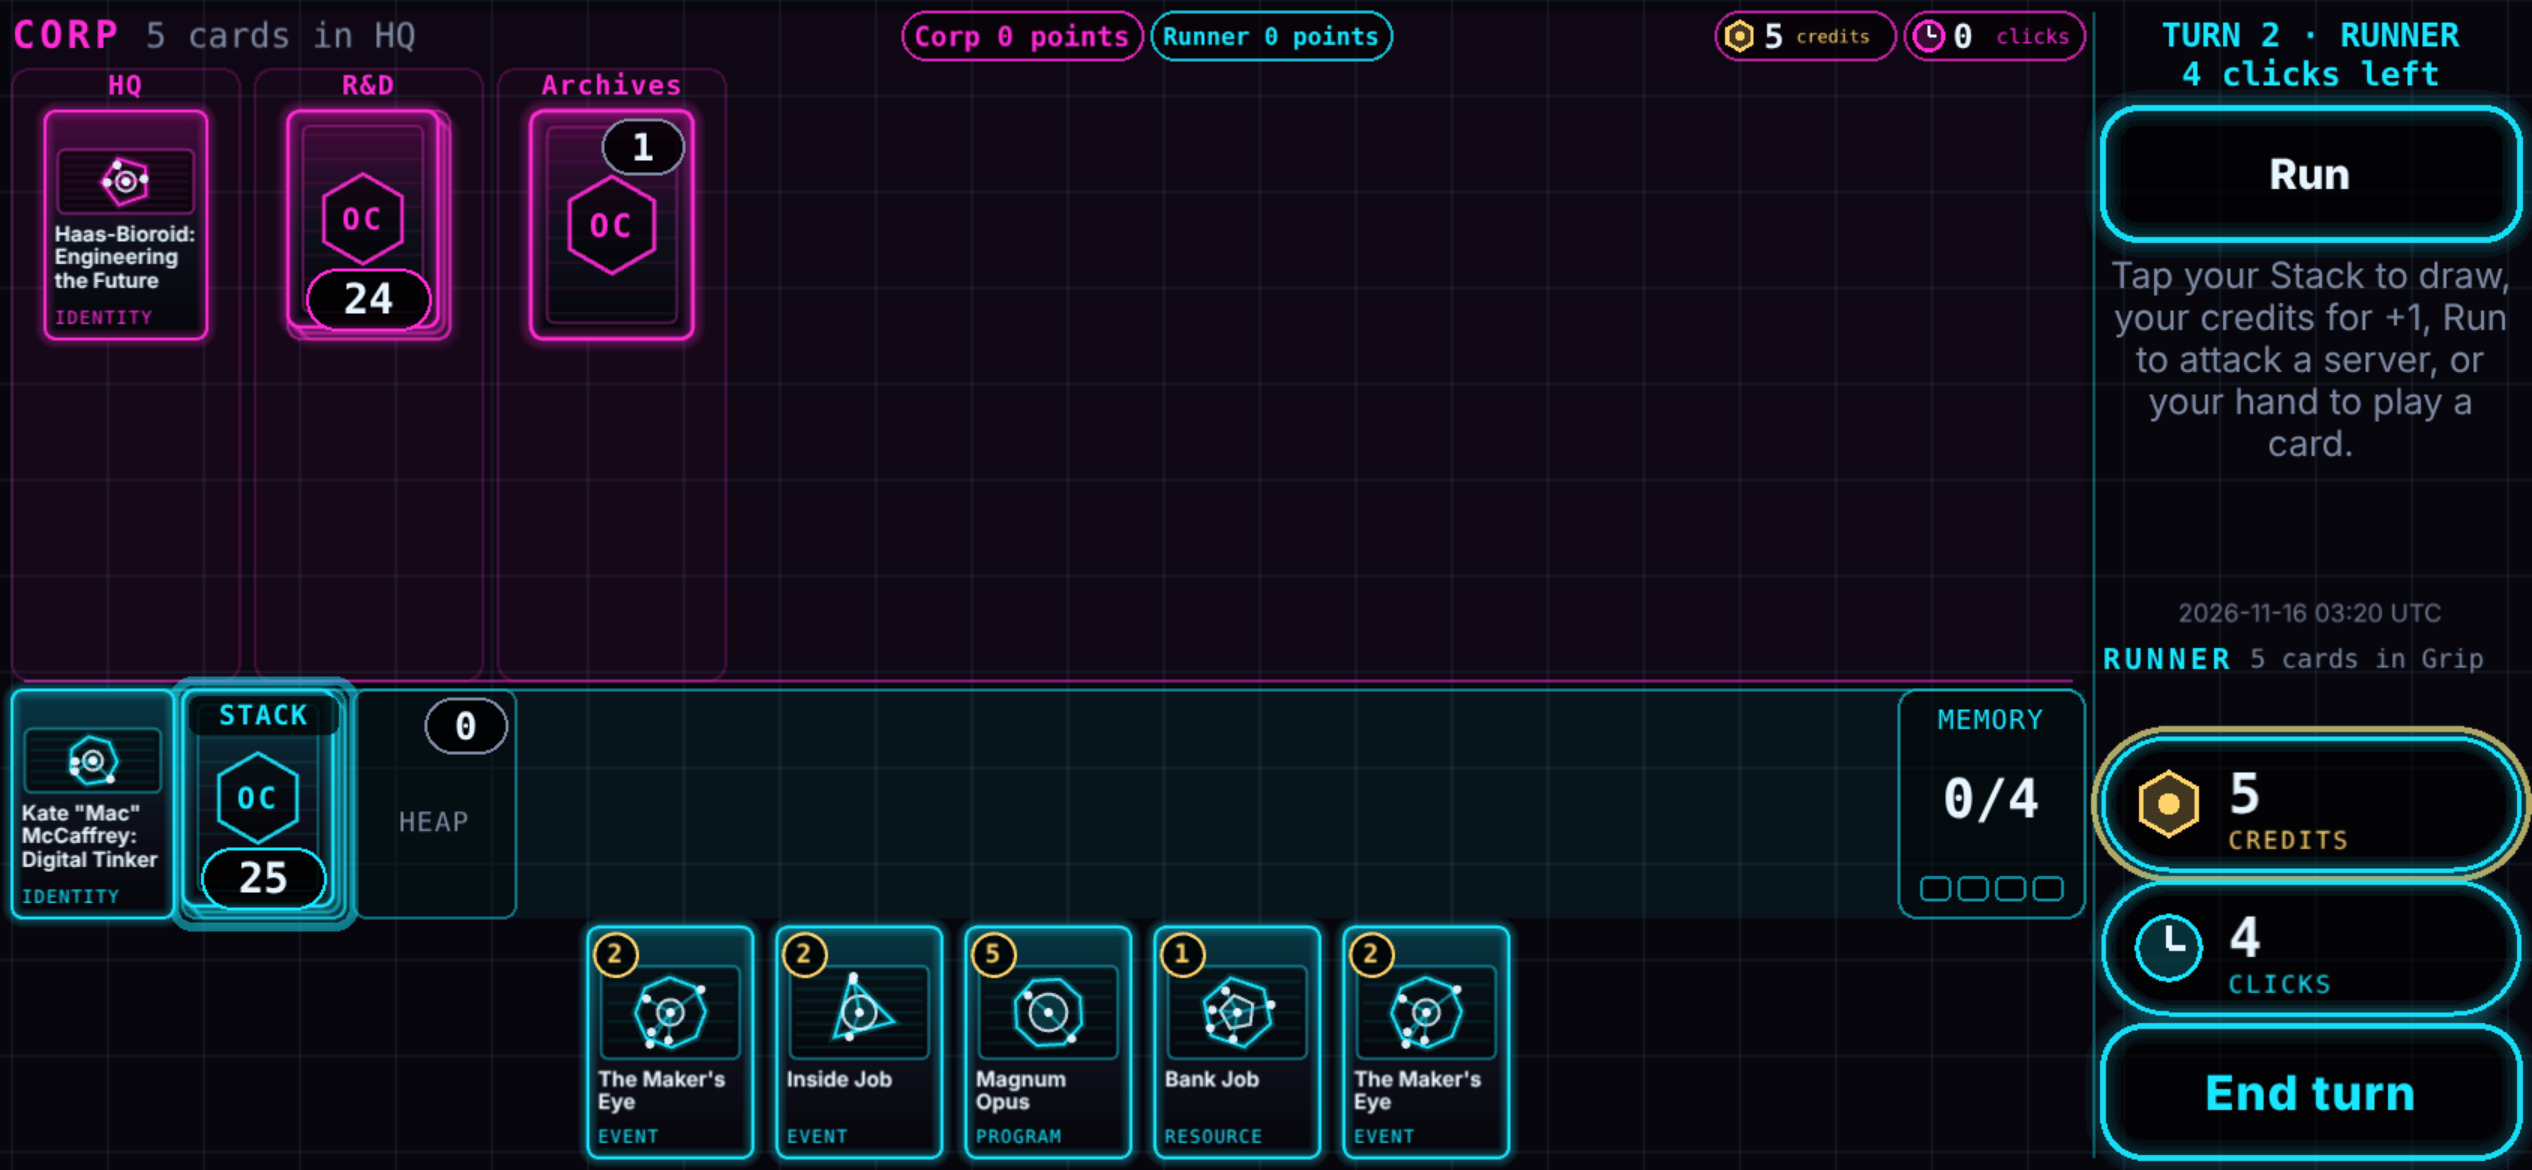 CORP 5 cards in HQ
Corp 0 points
Runner 0 points
5 credits
0 clicks
HQ
R&D
Archives
Haas-Bioroid:
Engineering
the Future
IDENTITY
OC
24
1
OC
TURN 2 · RUNNER
4 clicks left
Run
Tap your Stack to draw,
your credits for +1, Run
to attack a server, or
your hand to play a
card.
2026-11-16 03:20 UTC
RUNNER 5 cards in Grip
Kate "Mac"
McCaffrey:
Digital Tinker
IDENTITY
STACK
OC
25
0
HEAP
MEMORY
0/4
5
CREDITS
4
CLICKS
End turn
2
The Maker's
Eye
EVENT
2
Inside Job
EVENT
5
Magnum
Opus
PROGRAM
1
Bank Job
RESOURCE
2
The Maker's
Eye
EVENT